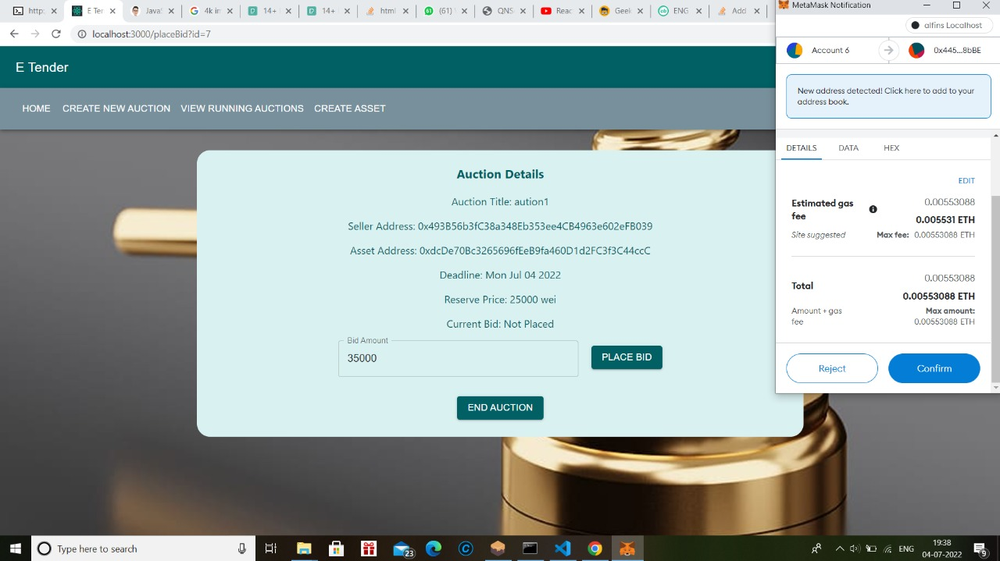 http:
E Ter
JavaS
4k in
14+
14+
html
(61)
QNS
Reac
Geek
ENG
Add
MetaMask Notification
localhost:3000/placeBid?id=7
alfins Localhost
E Tender
Account 6
0x445...8bBE
New address detected! Click here to add to your
address book.
HOME
CREATE NEW AUCTION
VIEW RUNNING AUCTIONS
CREATE ASSET
DETAILS
DATA
HEX
EDIT
Estimated gas
fee
0.00553088
0.005531 ETH
Site suggested
Max fee: 0.00553088 ETH
Total
0.00553088
0.00553088 ETH
Amount + gas
fee
Max amount:
0.00553088 ETH
Reject
Confirm
Auction Details
Auction Title: aution1
Seller Address: 0x493B56b3fC38a348Eb353ee4CB4963e602eFB039
Asset Address: 0xdcDe70Bc3265696fEeB9fa460D1d2FC3f3C44ccC
Deadline: Mon Jul 04 2022
Reserve Price: 25000 wei
Current Bid: Not Placed
Bid Amount
35000
PLACE BID
END AUCTION
Type here to search
23
ENG
19:38
04-07-2022
9